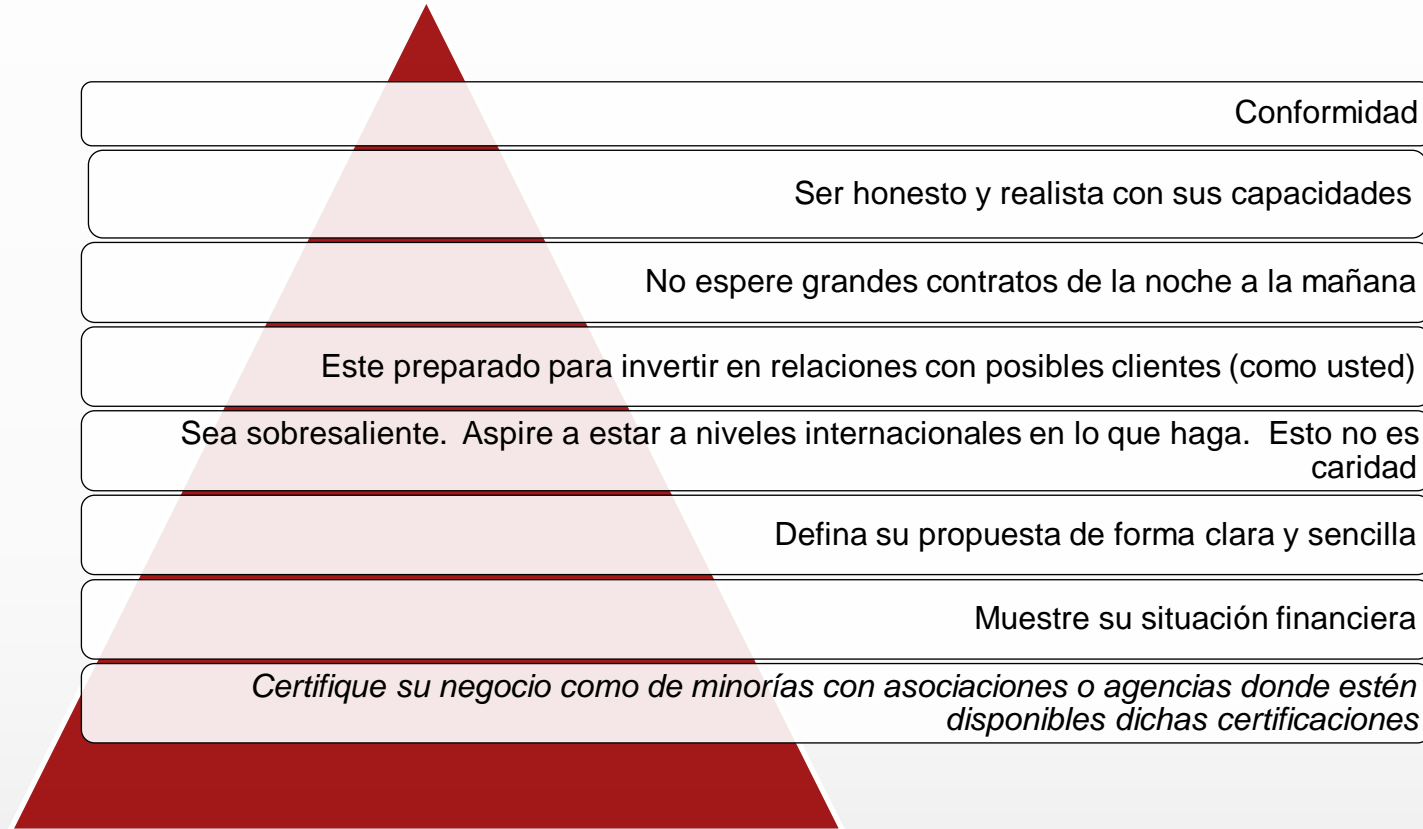 Conformidad
Ser honesto y realista con sus capacidades
No espere grandes contratos de la noche a la mañana
Este preparado para invertir en relaciones con posibles clientes (como usted)
Sea sobresaliente. Aspire a estar a niveles internacionales en lo que haga. Esto no es
caridad
Defina su propuesta de forma clara y sencilla
Muestre su situación financiera
Certifique su negocio como de minorías con asociaciones o agencias donde estén
disponibles dichas certificaciones